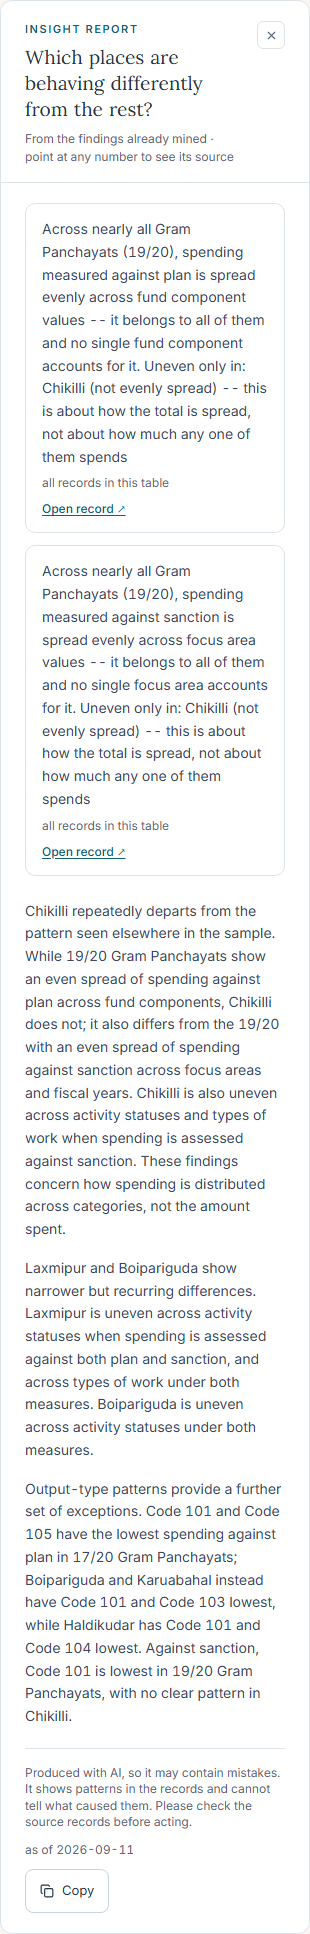 INSIGHT REPORT
Which places are
behaving differently
from the rest?
From the findings already mined ·
point at any number to see its source
Across nearly all Gram
Panchayats (19/20), spending
measured against plan is spread
evenly across fund component
values -- it belongs to all of them
and no single fund component
accounts for it. Uneven only in:
Chikilli (not evenly spread) -- this
is about how the total is spread,
not about how much any one of
them spends
all records in this table
Open record ↗
Across nearly all Gram
Panchayats (19/20), spending
measured against sanction is
spread evenly across focus area
values -- it belongs to all of them
and no single focus area accounts
for it. Uneven only in: Chikilli (not
evenly spread) -- this is about
how the total is spread, not about
how much any one of them
spends
all records in this table
Open record ↗
Chikilli repeatedly departs from the
pattern seen elsewhere in the sample.
While 19/20 Gram Panchayats show
an even spread of spending against
plan across fund components, Chikilli
does not; it also differs from the 19/20
with an even spread of spending
against sanction across focus areas
and fiscal years. Chikilli is also uneven
across activity statuses and types of
work when spending is assessed
against sanction. These findings
concern how spending is distributed
across categories, not the amount
spent.
Laxmipur and Boipariguda show
narrower but recurring differences.
Laxmipur is uneven across activity
statuses when spending is assessed
against both plan and sanction, and
across types of work under both
measures. Boipariguda is uneven
across activity statuses under both
measures.
Output-type patterns provide a further
set of exceptions. Code 101 and Code
105 have the lowest spending against
plan in 17/20 Gram Panchayats;
Boipariguda and Karuabahal instead
have Code 101 and Code 103 lowest,
while Haldikudar has Code 101 and
Code 104 lowest. Against sanction,
Code 101 is lowest in 19/20 Gram
Panchayats, with no clear pattern in
Chikilli.
Produced with AI, so it may contain mistakes.
It shows patterns in the records and cannot
tell what caused them. Please check the
source records before acting.
as of 2026-09-11
Copy